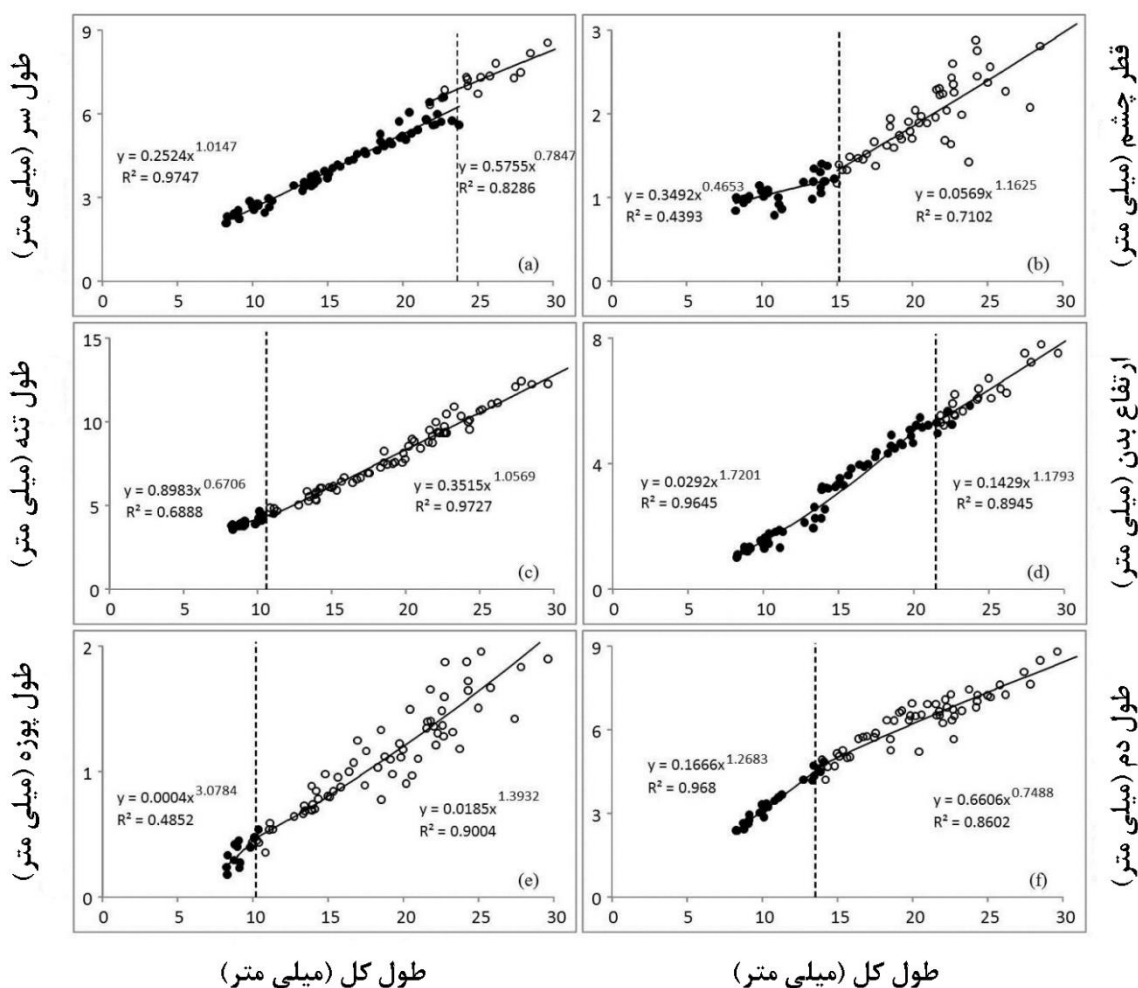 طول سر (میلی متر)
9
6
3
0
y = 0.2524x^1.0147
R² = 0.9747
y = 0.5755x^0.7847
R² = 0.8286
(a)
0 5 10 15 20 25 30
قطر چشم (میلی متر)
3
2
1
0
y = 0.3492x^0.4653
R² = 0.4393
y = 0.0569x^1.1625
R² = 0.7102
(b)
0 5 10 15 20 25 30
طول تنه (میلی متر)
15
10
5
0
y = 0.8983x^0.6706
R² = 0.6888
y = 0.3515x^1.0569
R² = 0.9727
(c)
0 5 10 15 20 25 30
ارتفاع بدن (میلی متر)
8
4
0
y = 0.0292x^1.7201
R² = 0.9645
y = 0.1429x^1.1793
R² = 0.8945
(d)
0 5 10 15 20 25 30
طول پوزه (میلی متر)
2
1
0
y = 0.0004x^3.0784
R² = 0.4852
y = 0.0185x^1.3932
R² = 0.9004
(e)
0 5 10 15 20 25 30
طول دم (میلی متر)
9
6
3
0
y = 0.1666x^1.2683
R² = 0.968
y = 0.6606x^0.7488
R² = 0.8602
(f)
0 5 10 15 20 25 30
طول کل (میلی متر)
طول کل (میلی متر)